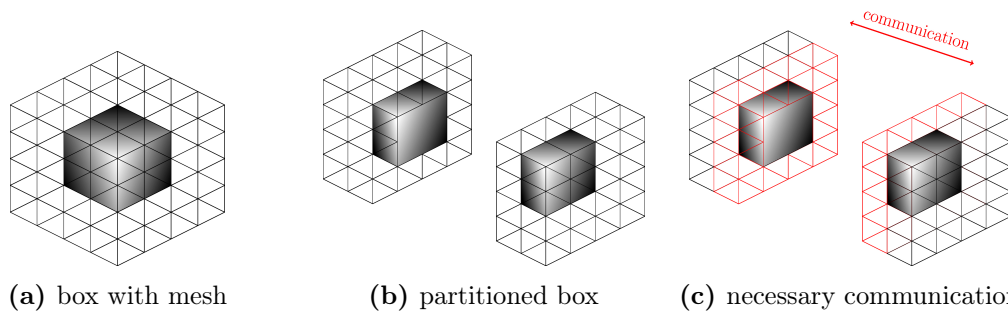 communication
(a) box with mesh
(b) partitioned box
(c) necessary communication